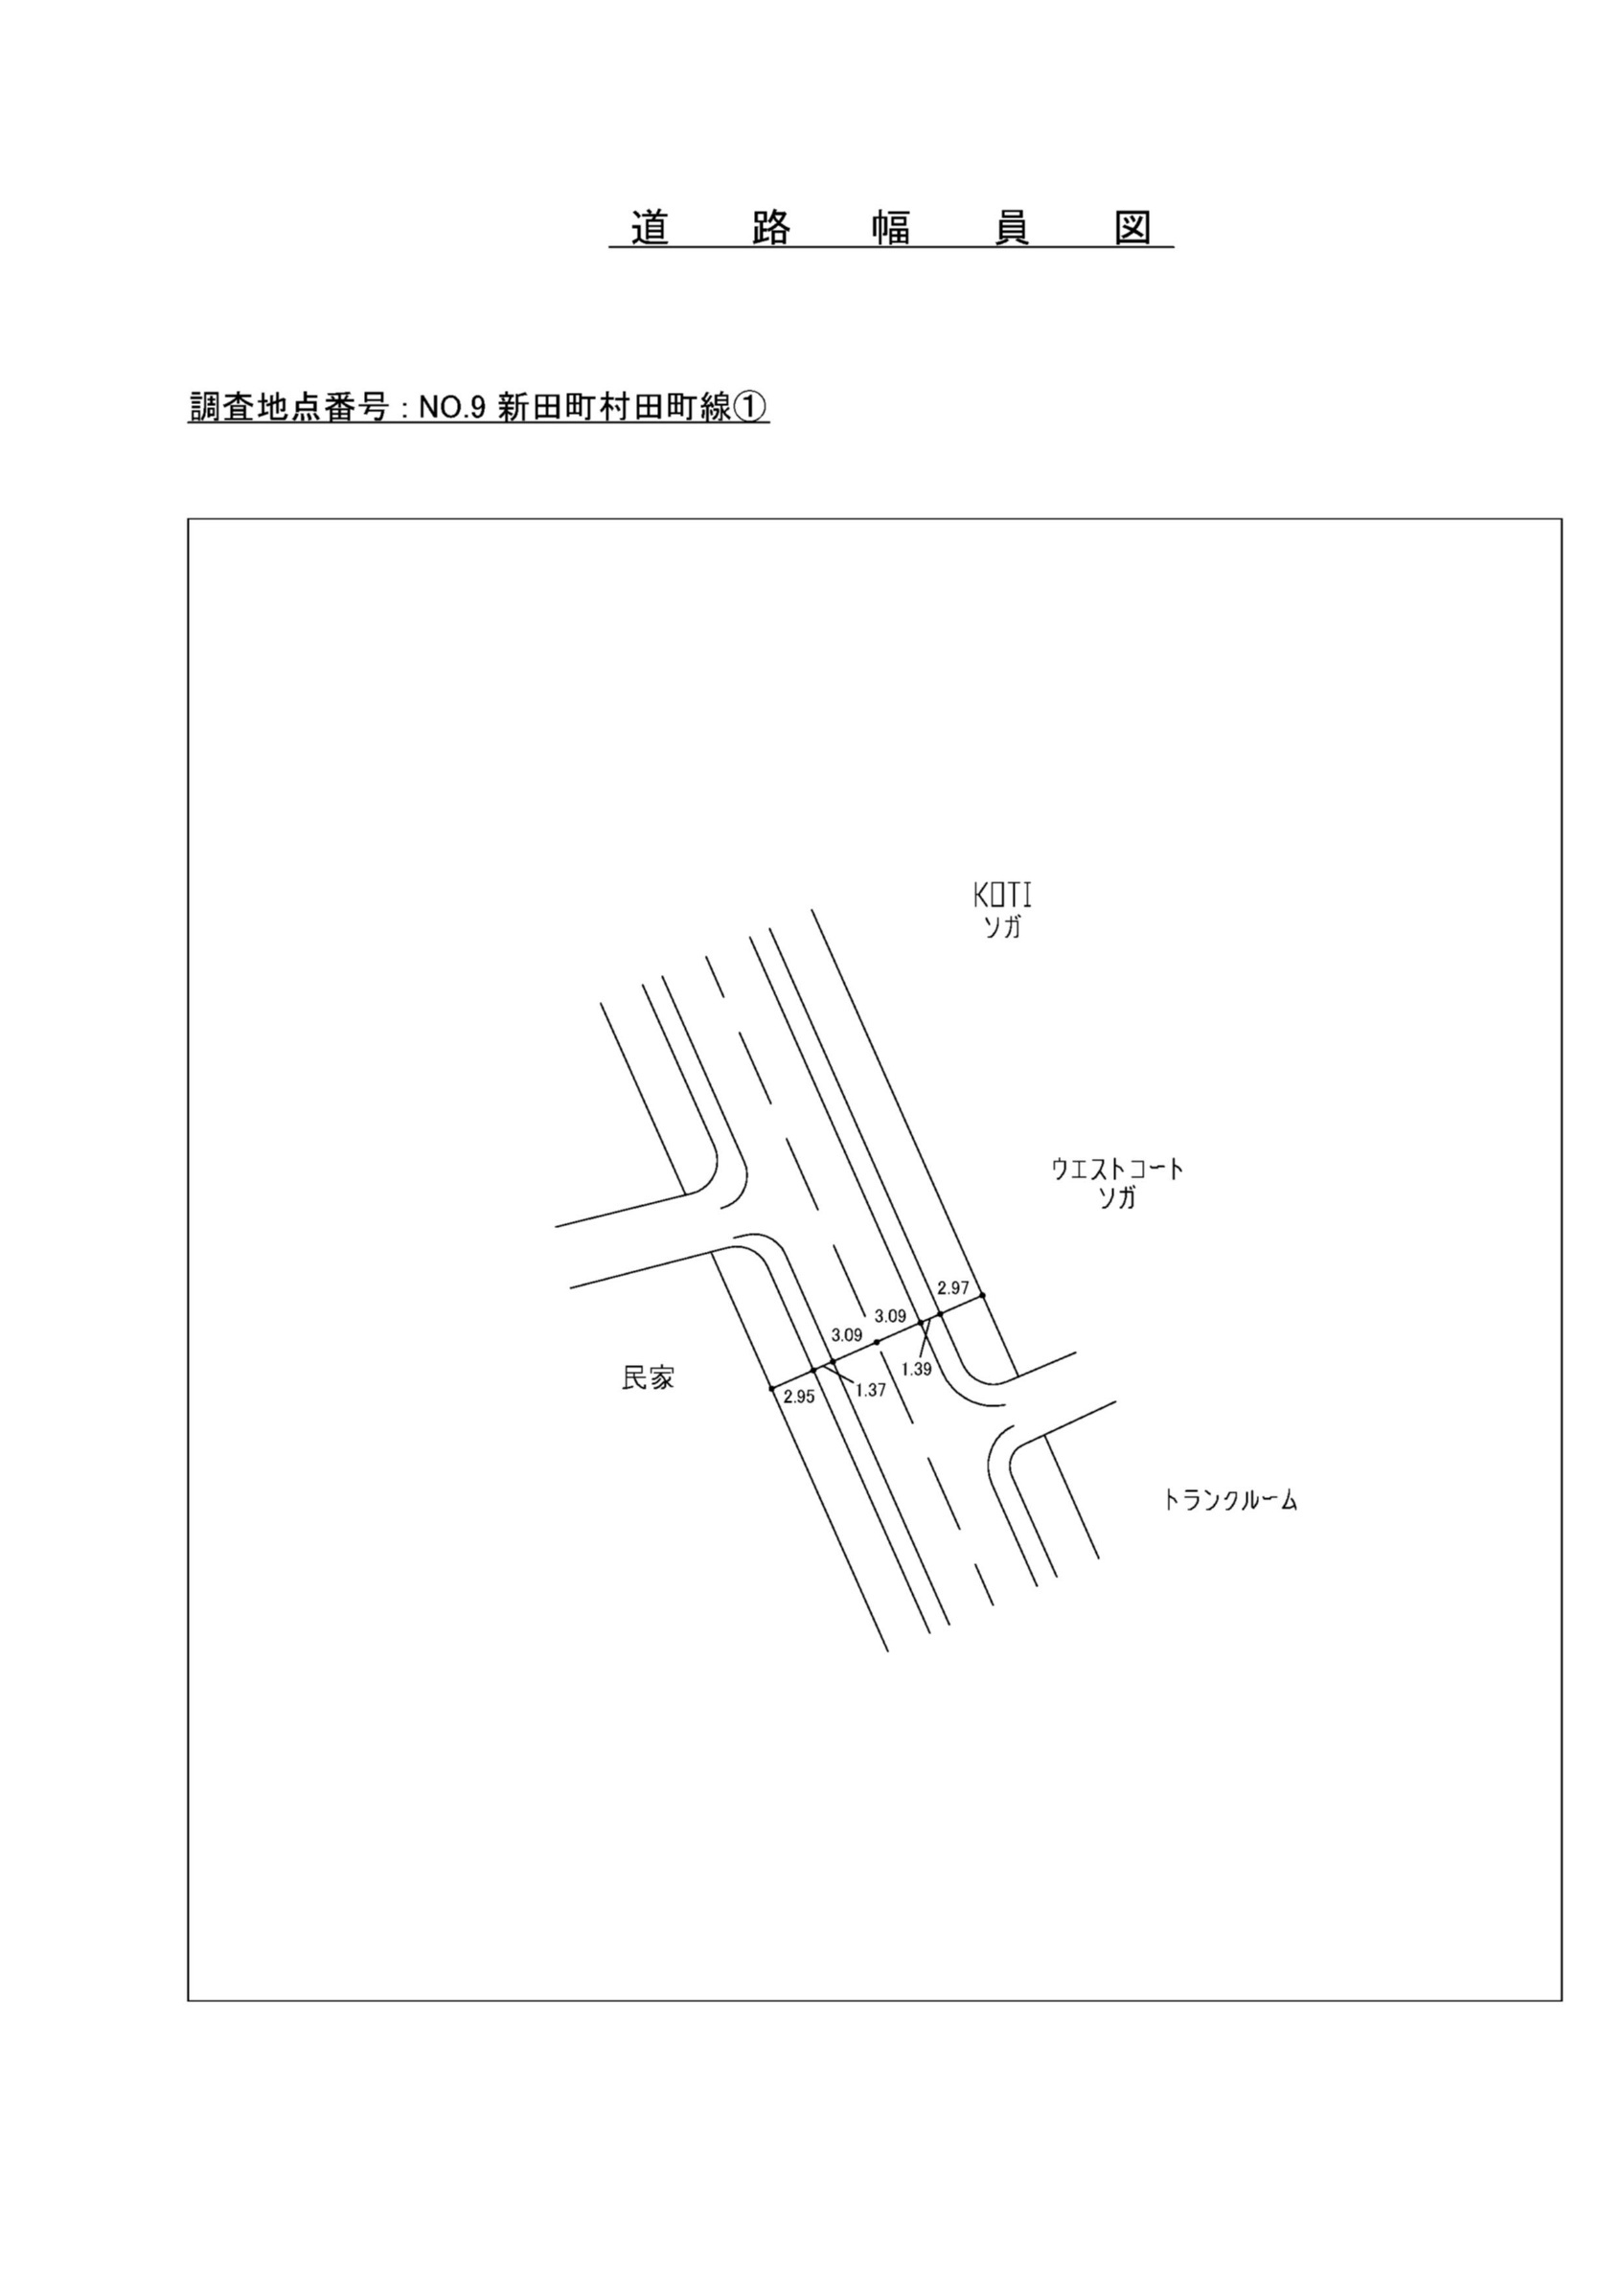 道路幅員図
調査地点番号：NO.9 新田町村田町線①
KOTI
ソガ
ウエストコート
ソガ
2.97
3.09
3.09
1.39
民家
1.37
2.95
トランクルーム